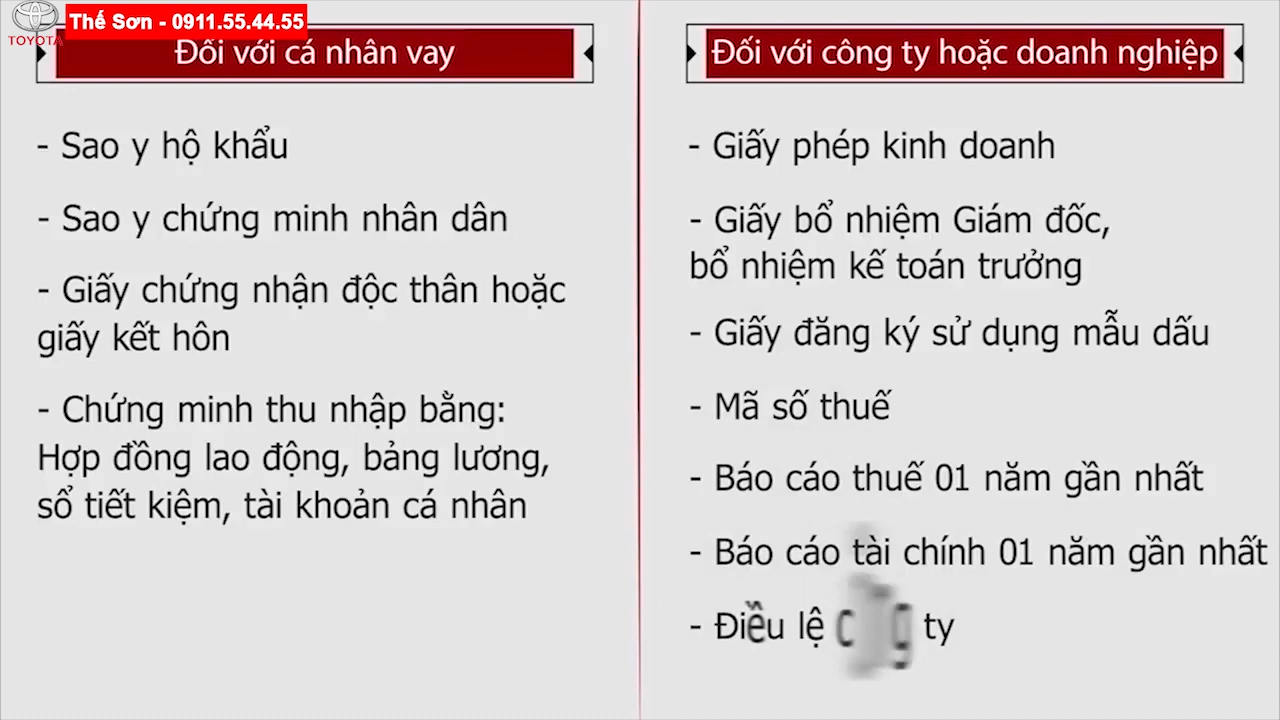 TOYOTA
Thế Sơn - 0911.55.44.55
Đối với cá nhân vay
- Sao y hộ khẩu
- Sao y chứng minh nhân dân
- Giấy chứng nhận độc thân hoặc
giấy kết hôn
- Chứng minh thu nhập bằng:
Hợp đồng lao động, bảng lương,
sổ tiết kiệm, tài khoản cá nhân
Đối với công ty hoặc doanh nghiệp
- Giấy phép kinh doanh
- Giấy bổ nhiệm Giám đốc,
bổ nhiệm kế toán trưởng
- Giấy đăng ký sử dụng mẫu dấu
- Mã số thuế
- Báo cáo thuế 01 năm gần nhất
- Báo cáo tài chính 01 năm gần nhất
- Điều lệ ty